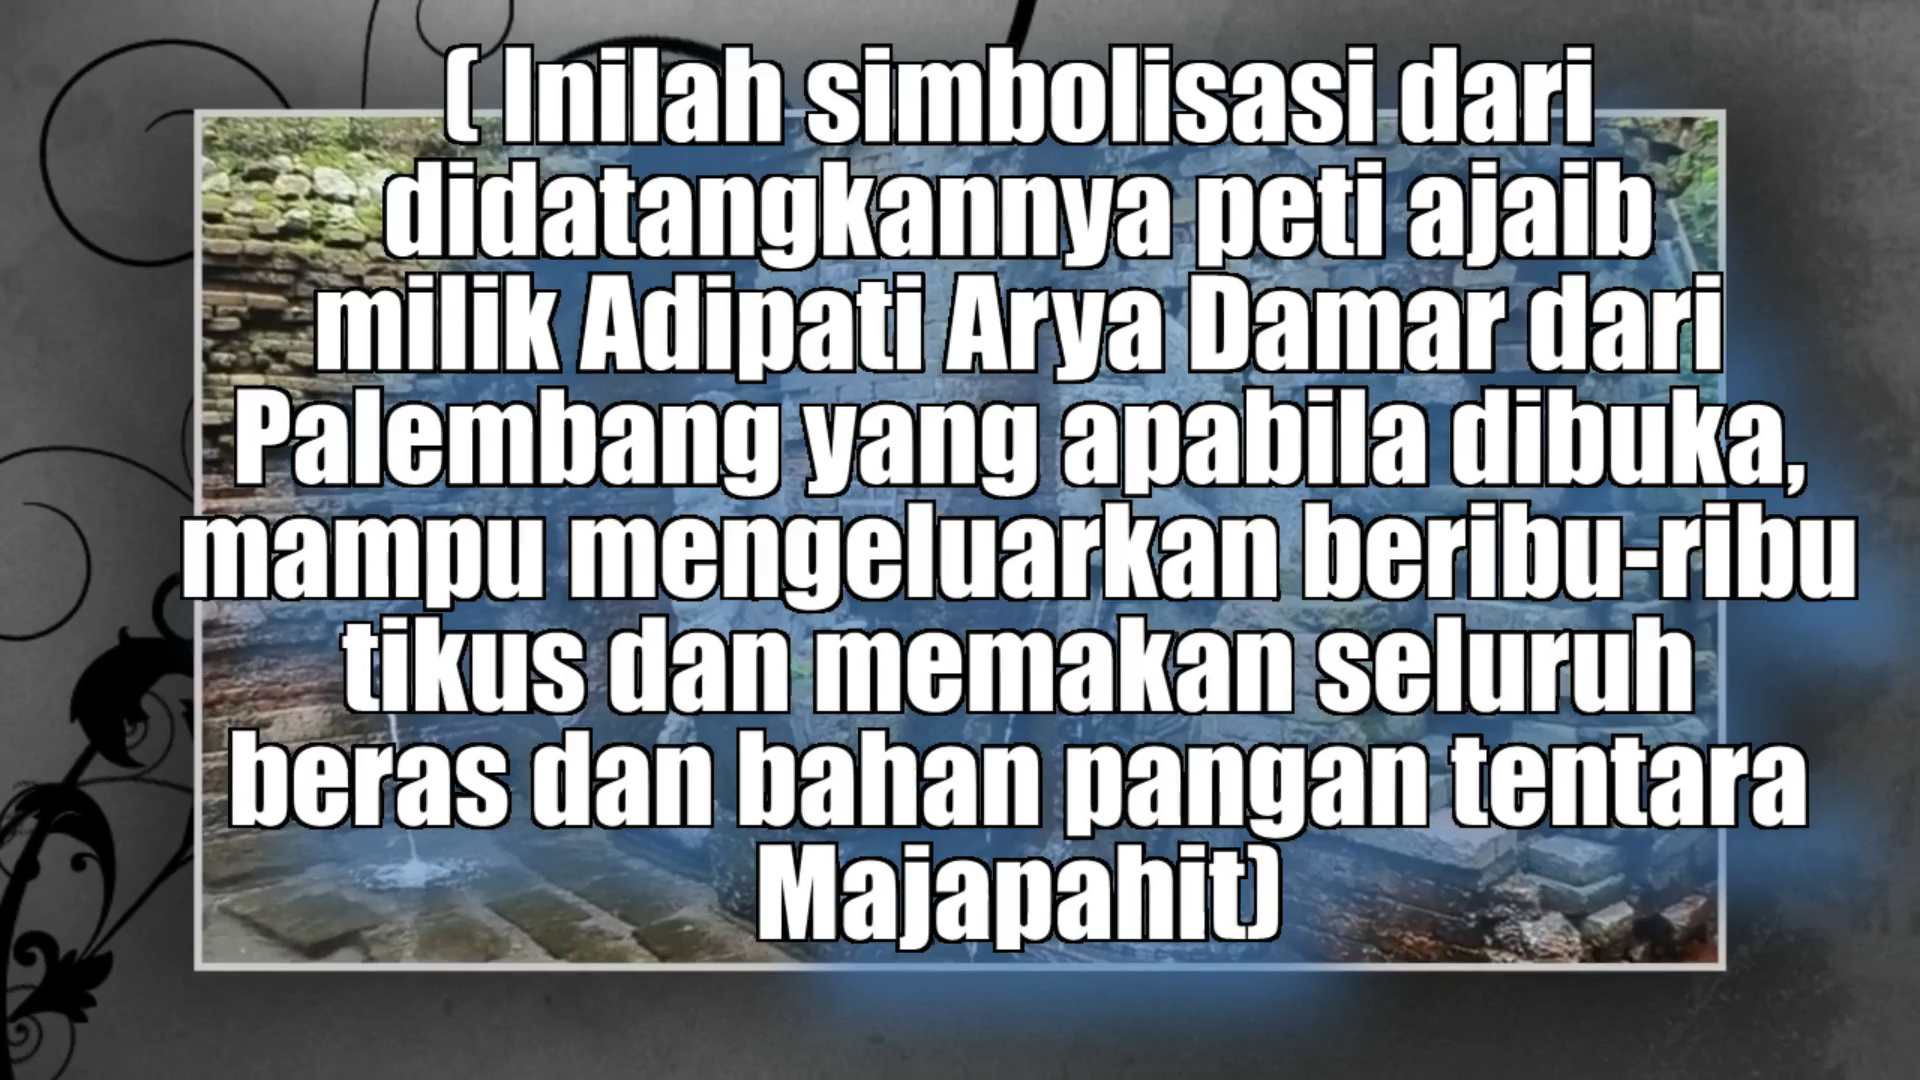 ( Inilah simbolisasi dari
didatangkannya peti ajaib
milik Adipati Arya Damar dari
Palembang yang apabila dibuka,
mampu mengeluarkan beribu-ribu
tikus dan memakan seluruh
beras dan bahan pangan tentara
Majapahit)